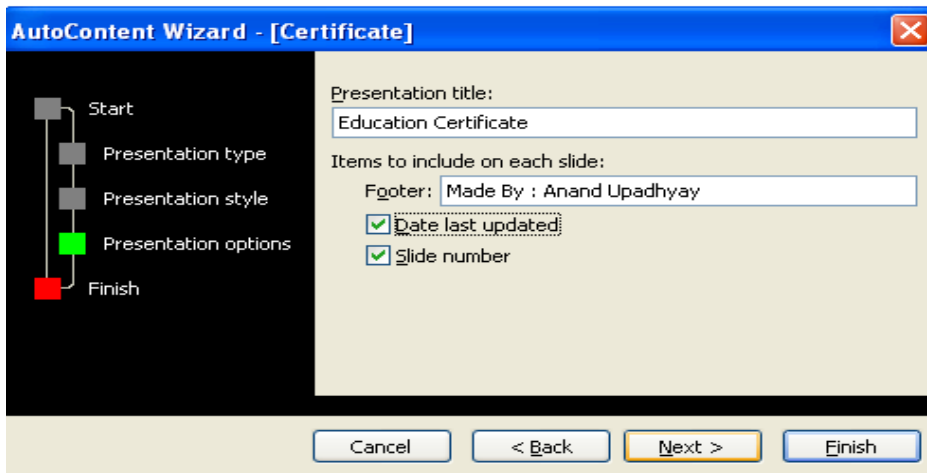 AutoContent Wizard - [Certificate]
Start
Presentation type
Presentation style
Presentation options
Finish
Presentation title:
Education Certificate
Items to include on each slide:
Footer: Made By : Anand Upadhyay
Date last updated
Slide number
Cancel < Back Next > Finish